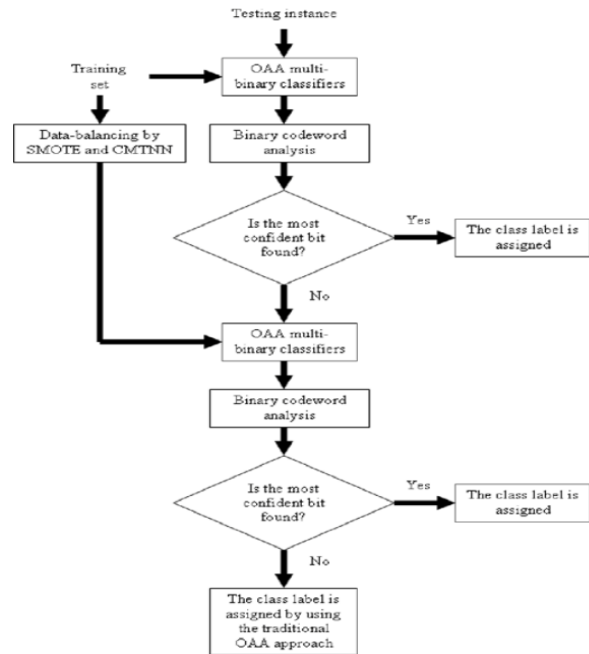 Testing instance
Training
set
OAA multi-
binary classifiers
Data-balancing by
SMOTE and CMTNN
Binary codeword
analysis
Is the most
confident bit
found?
Yes
The class label is
assigned
No
OAA multi-
binary classifiers
Binary codeword
analysis
Is the most
confident bit
found?
Yes
The class label is
assigned
No
The class label is
assigned by using
the traditional
OAA approach